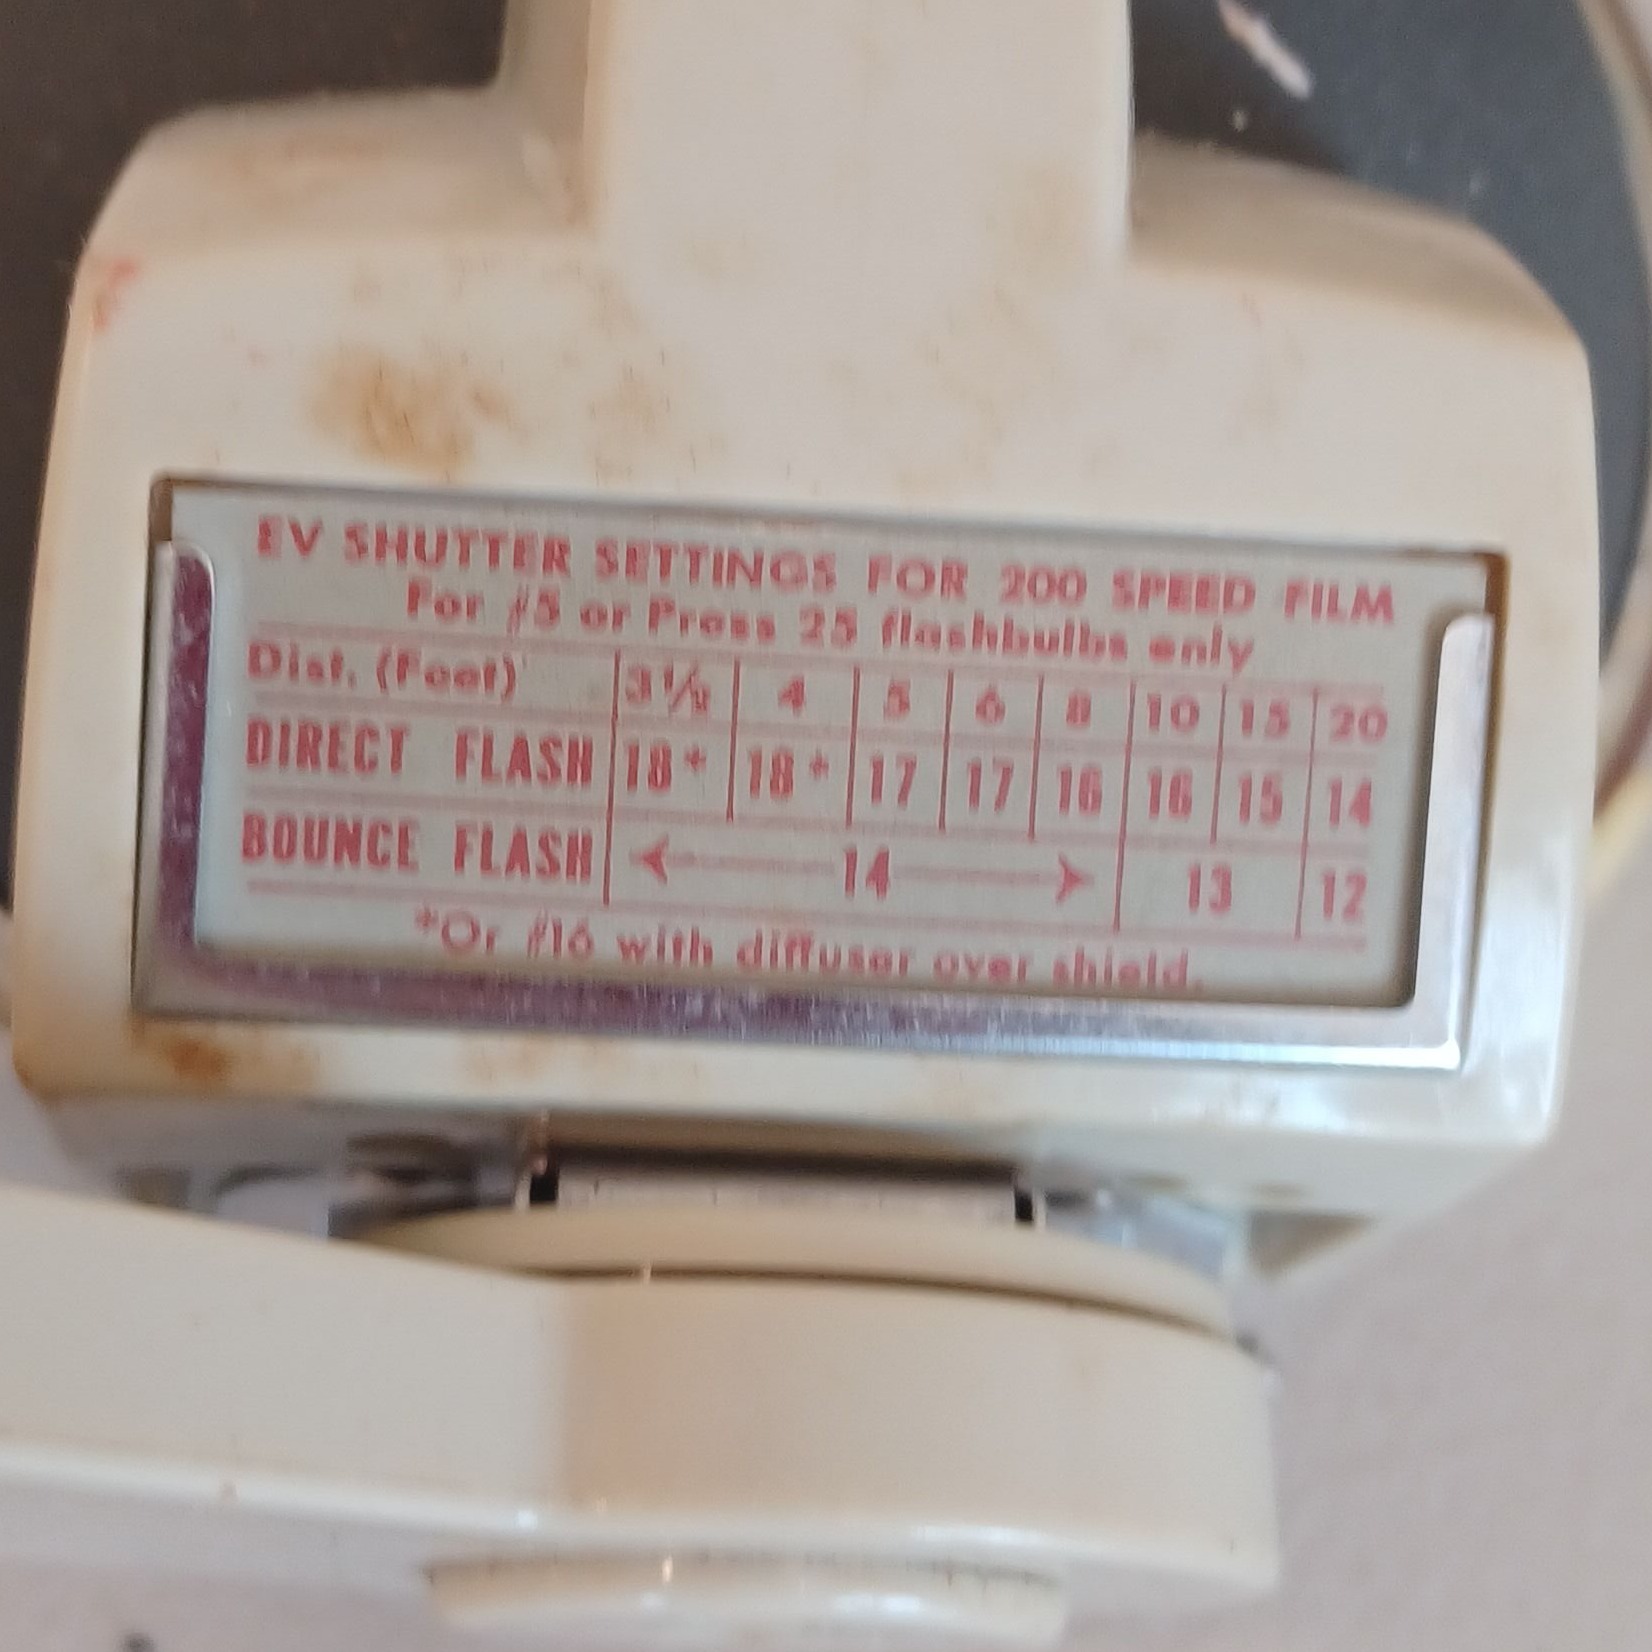 EV SHUTTER SETTINGS FOR 200 SPEED FILM
For #5 or Press 25 flashbulbs only
Dist. (Feet) 3½ 4 5 6 8 10 15 20
DIRECT FLASH 18* 18* 17 17 16 16 15 14
BOUNCE FLASH 14 13 12
*Or #16 with diffuser over shield.